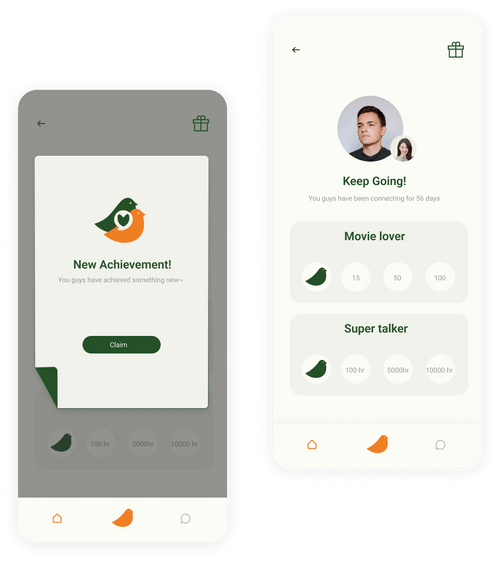 New Achievement!
You guys have achieved something new~
Claim
100 hr
5000hr
10000 hr
Keep Going!
You guys have been connecting for 56 days
Movie lover
15
50
100
Super talker
100 hr
5000hr
10000 hr